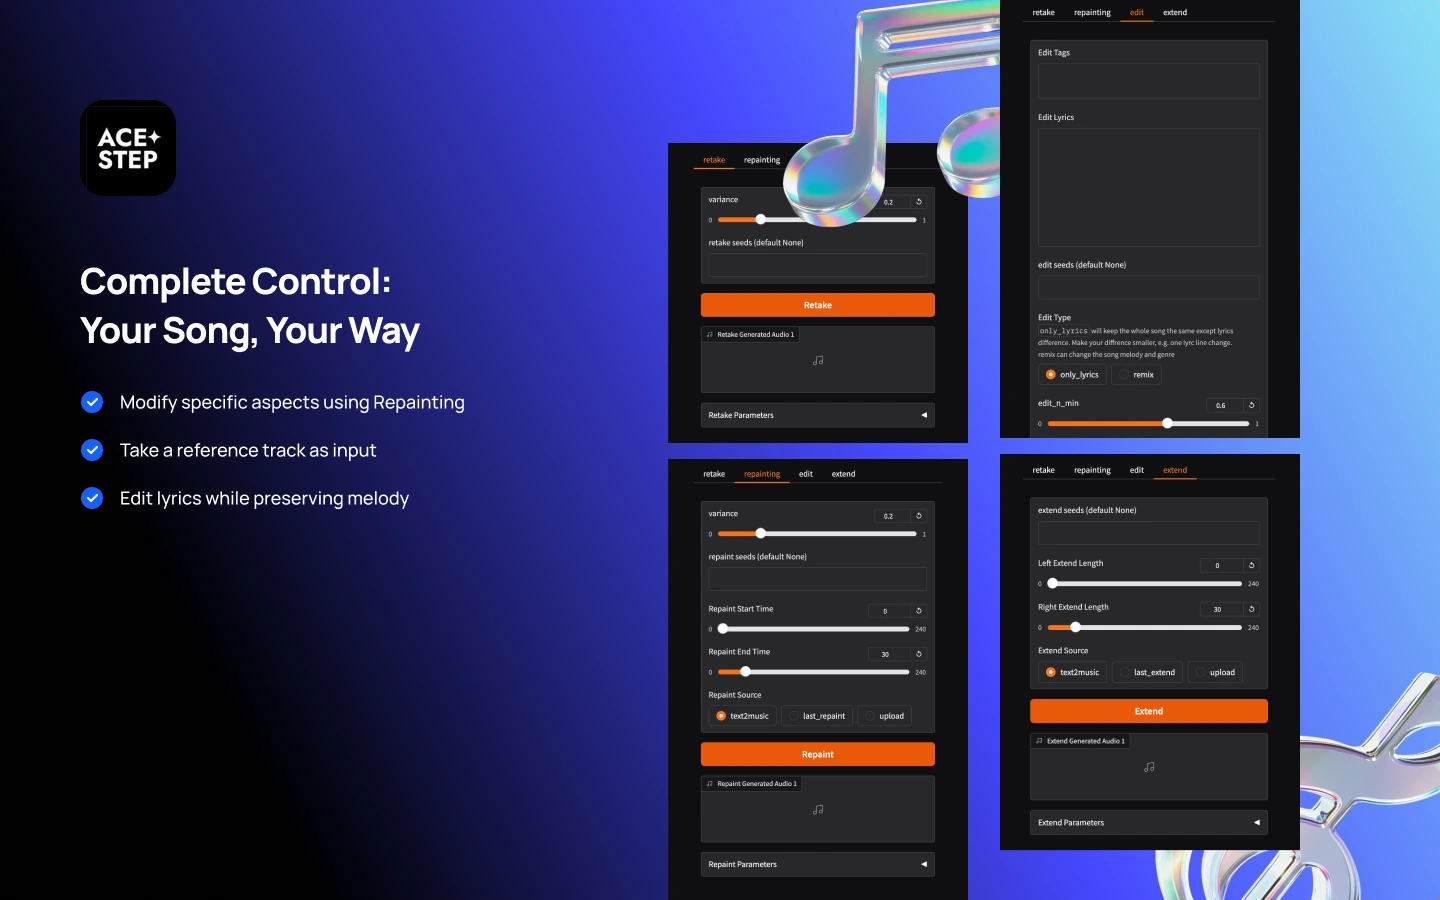 ACE
STEP
Complete Control:
Your Song, Your Way
Modify specific aspects using Repainting
Take a reference track as input
Edit lyrics while preserving melody
retake repainting
variance 0.2
0 1
retake seeds (default None)
Retake
Retake Generated Audio 1
Retake Parameters
retake repainting edit extend
variance 0.2
0 1
repaint seeds (default None)
Repaint Start Time 0
0 240
Repaint End Time 30
0 240
Repaint Source
text2music last_repaint upload
Repaint
Repaint Generated Audio 1
Repaint Parameters
retake repainting edit extend
Edit Tags
Edit Lyrics
edit seeds (default None)
Edit Type
only_lyrics will keep the whole song the same except lyrics
difference. Make your diffrence smaller, e.g. one lyrc line change.
remix can change the song melody and genre
only_lyrics remix
edit_n_min 0.6
0 1
retake repainting edit extend
extend seeds (default None)
Left Extend Length 0
0 240
Right Extend Length 30
0 240
Extend Source
text2music last_extend upload
Extend
Extend Generated Audio 1
Extend Parameters